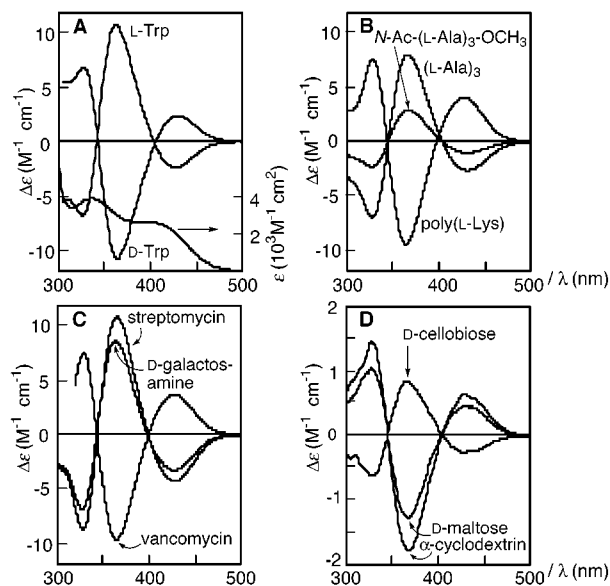 A
L-Trp
D-Trp
10
5
0
-5
-10
Δε (M⁻¹ cm⁻¹)
4
2
ε (10³M⁻¹ cm²)
300 400 500
B
N-Ac-(L-Ala)₃-OCH₃
(L-Ala)₃
poly(L-Lys)
10
5
0
-5
-10
Δε (M⁻¹ cm⁻¹)
300 400 500 / λ (nm)
C
streptomycin
D-galactos-
amine
vancomycin
10
5
0
-5
-10
Δε (M⁻¹ cm⁻¹)
300 400 500
D
D-cellobiose
D-maltose
α-cyclodextrin
2
1
0
-1
-2
Δε (M⁻¹ cm⁻¹)
300 400 500 / λ (nm)